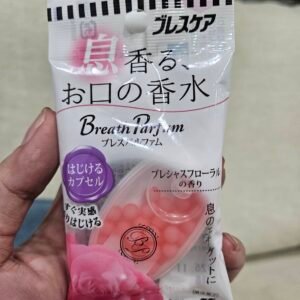 ブレスケア
息香る、
お口の香水
Breath Parfum
ブレスパルファム
はじける
カプセル
プレシャスフローラル
の香り
すぐ実感
はじける
息の
ケットに